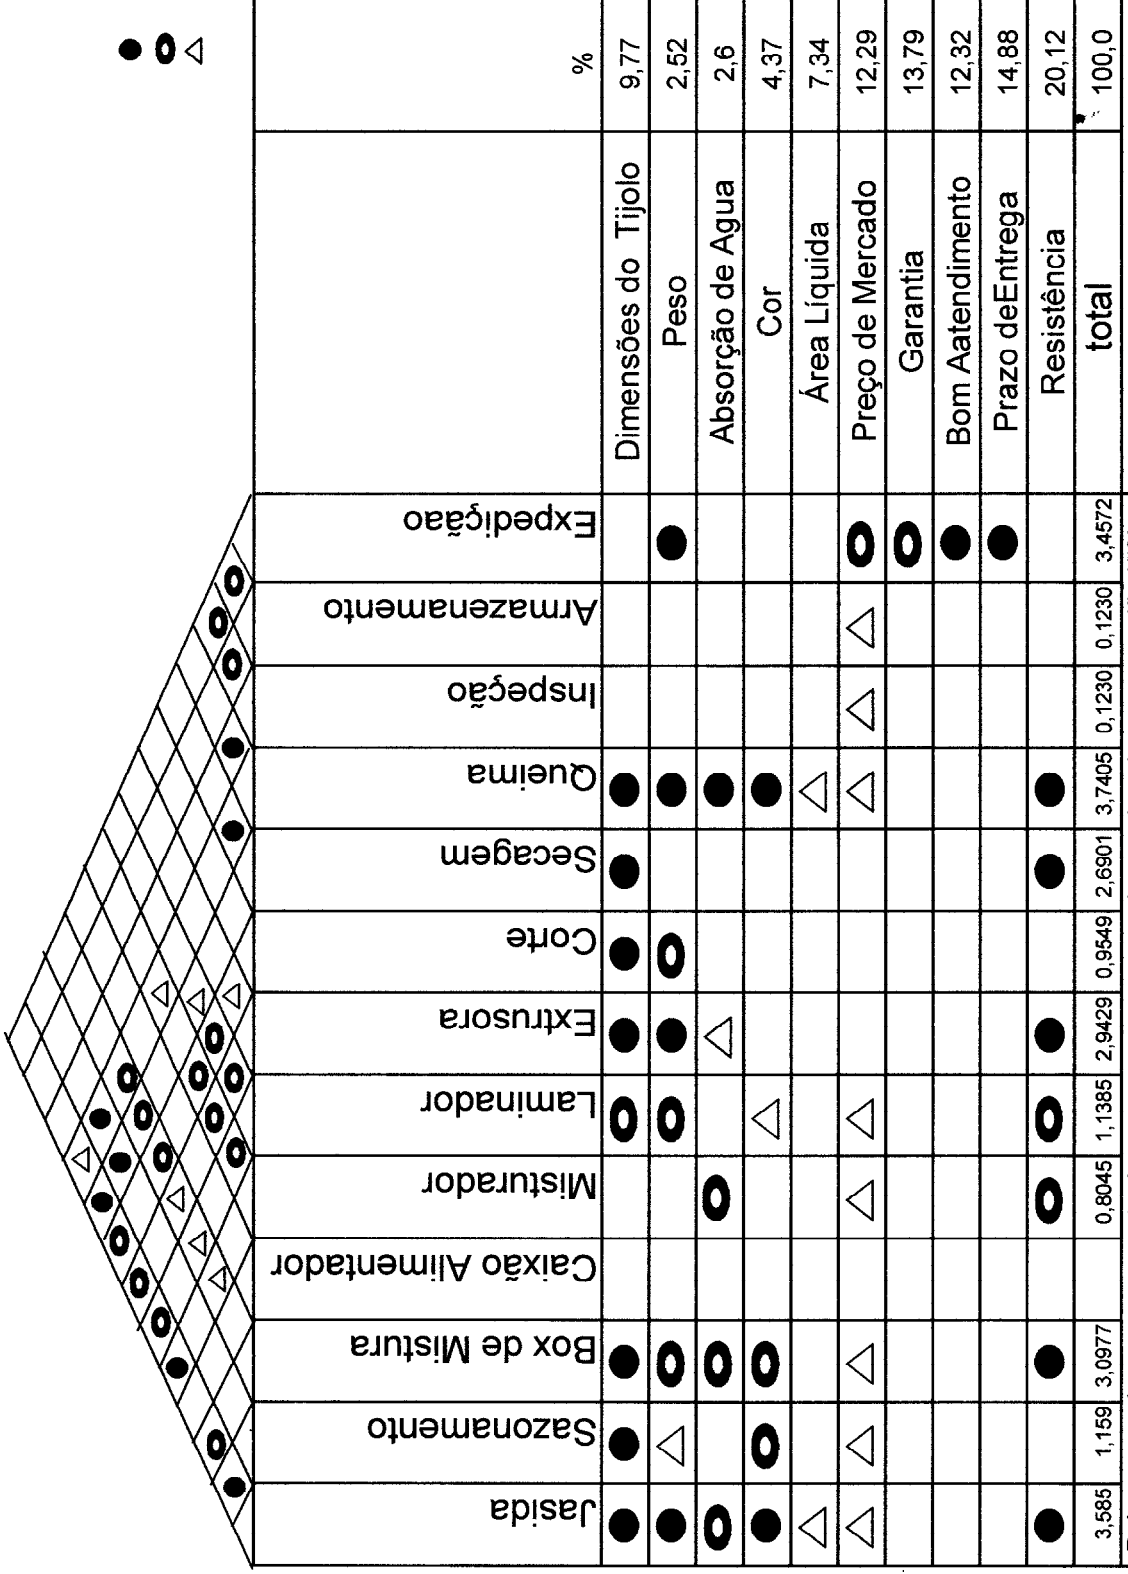 %
Dimensões do Tijolo 9,77
Peso 2,52
Absorção de Agua 2,6
Cor 4,37
Área Líquida 7,34
Preço de Mercado 12,29
Garantia 13,79
Bom Aatendimento 12,32
Prazo deEntrega 14,88
Resistência 20,12
total 100,0
Jasida
Sazonamento
Box de Mistura
Caixão Alimentador
Misturador
Laminador
Extrusora
Corte
Secagem
Queima
Inspeção
Armazenamento
Expediçãao
3,585 1,159 3,0977 0,8045 1,1385 2,9429 0,9549 2,6901 3,7405 0,1230 0,1230 3,4572